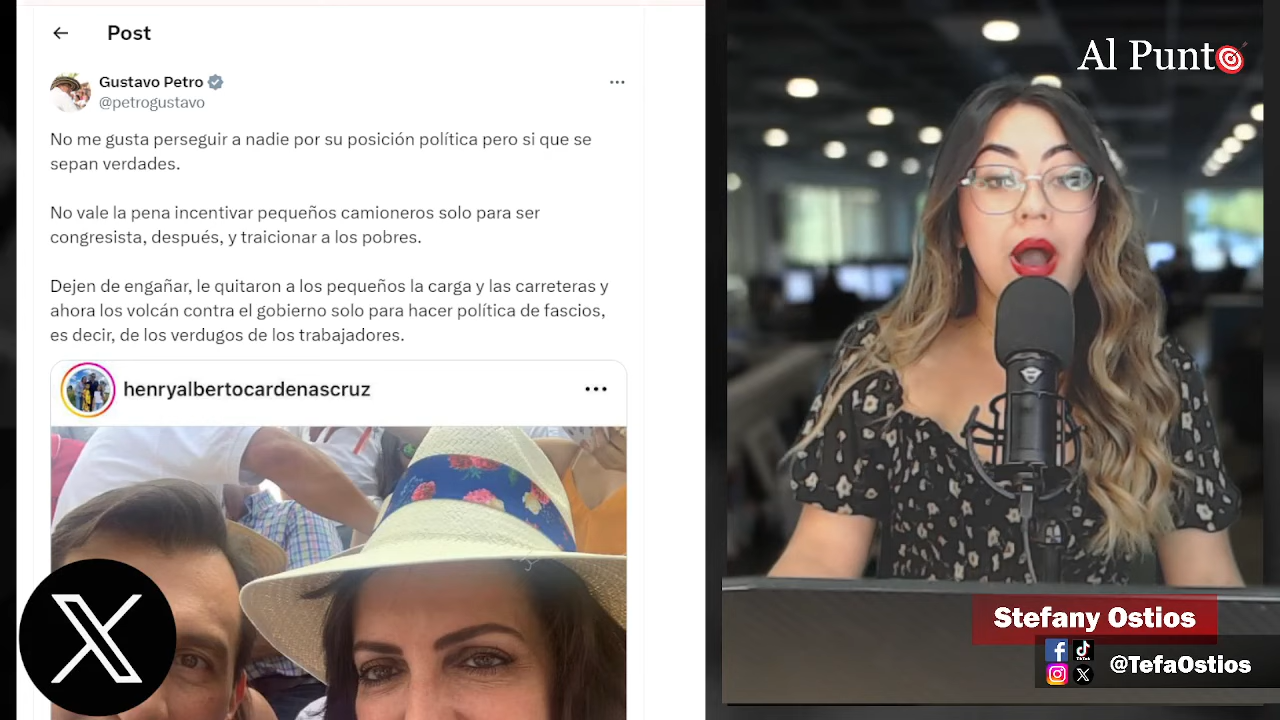 Post
Gustavo Petro
@petrogustavo
No me gusta perseguir a nadie por su posición política pero si que se
sepan verdades.
No vale la pena incentivar pequeños camioneros solo para ser
congresista, después, y traicionar a los pobres.
Dejen de engañar, le quitaron a los pequeños la carga y las carreteras y
ahora los volcán contra el gobierno solo para hacer política de fascios,
es decir, de los verdugos de los trabajadores.
henryalbertocardenascruz
Al Punto
Stefany Ostios
@TefaOstios